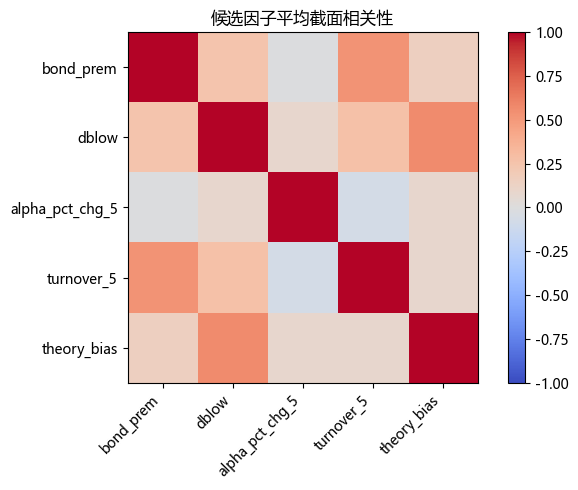 候选因子平均截面相关性
bond_prem
dblow
alpha_pct_chg_5
turnover_5
theory_bias
bond_prem
dblow
alpha_pct_chg_5
turnover_5
theory_bias
1.00
0.75
0.50
0.25
0.00
-0.25
-0.50
-0.75
-1.00